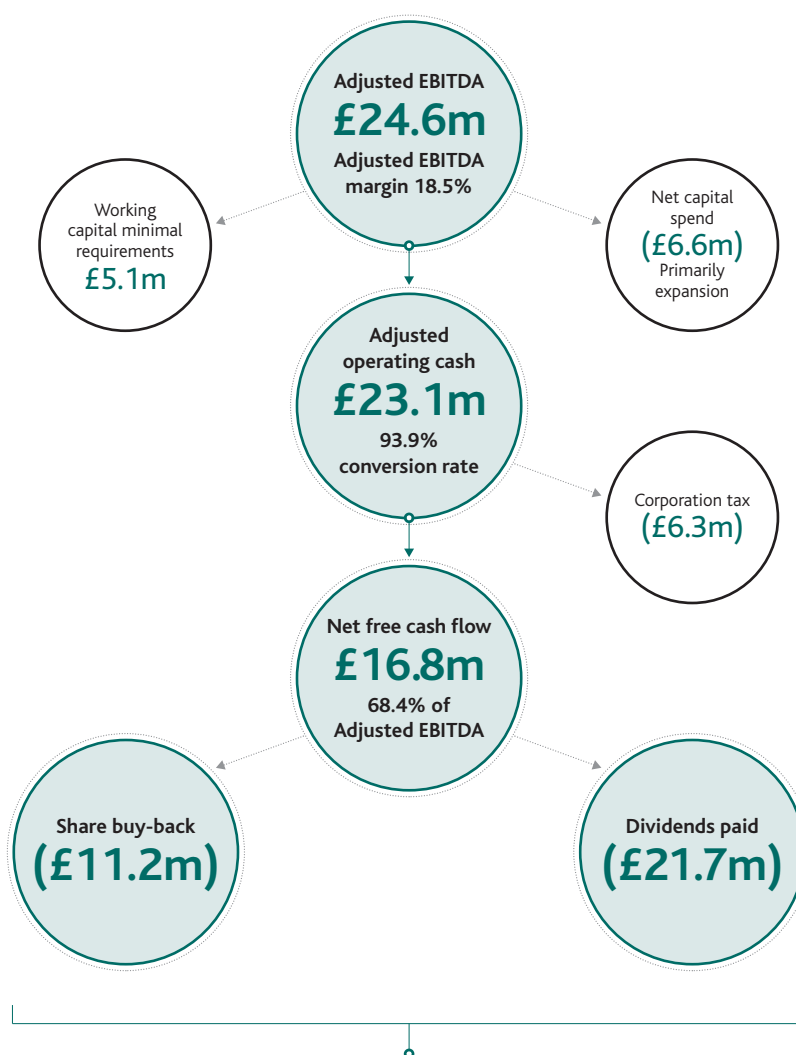 Adjusted EBITDA
£24.6m
Adjusted EBITDA
margin 18.5%
Working
capital minimal
requirements
£5.1m
Net capital
spend
(£6.6m)
Primarily
expansion
Adjusted
operating cash
£23.1m
93.9%
conversion rate
Corporation tax
(£6.3m)
Net free cash flow
£16.8m
68.4% of
Adjusted EBITDA
Share buy-back
(£11.2m)
Dividends paid
(£21.7m)